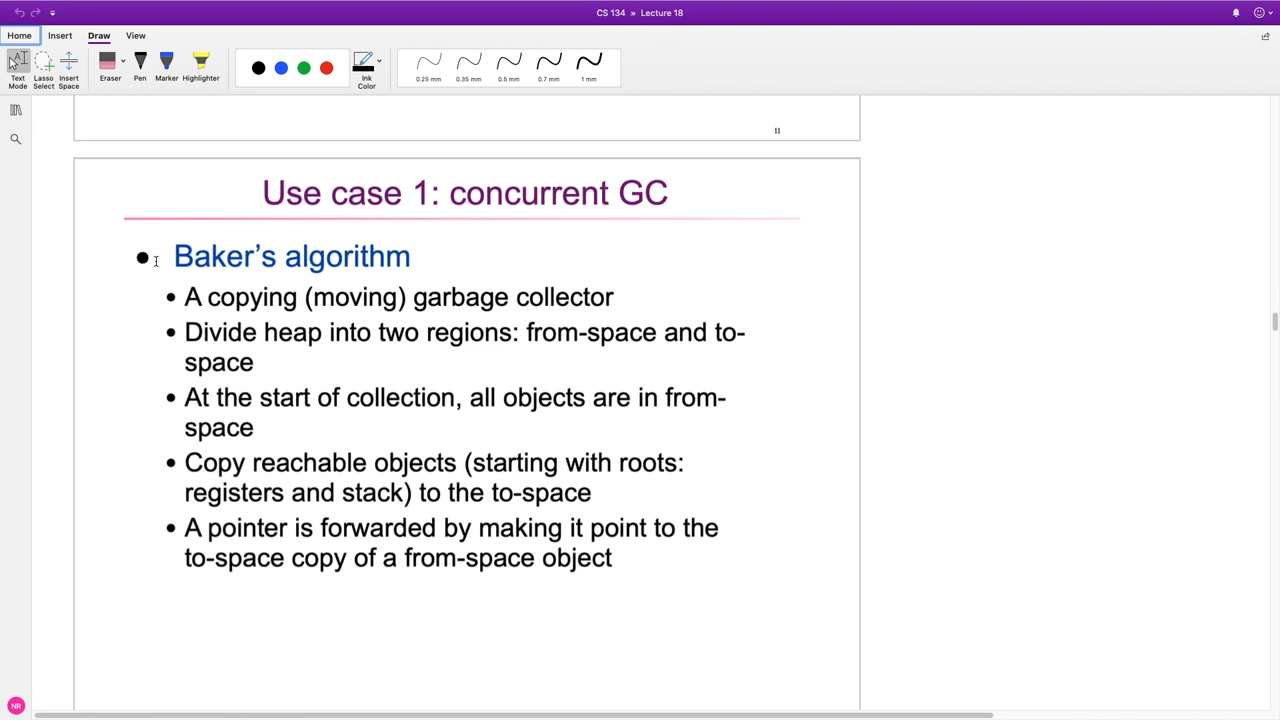 CS 134 » Lecture 18
Home Insert Draw View
Text Mode
Lasso Select
Insert Space
Eraser
Pen
Marker
Highlighter
Ink Color
0.25 mm
0.35 mm
0.5 mm
0.7 mm
1 mm
11
Use case 1: concurrent GC
• Baker's algorithm
• A copying (moving) garbage collector
• Divide heap into two regions: from-space and to-
space
• At the start of collection, all objects are in from-
space
• Copy reachable objects (starting with roots:
registers and stack) to the to-space
• A pointer is forwarded by making it point to the
to-space copy of a from-space object
NR